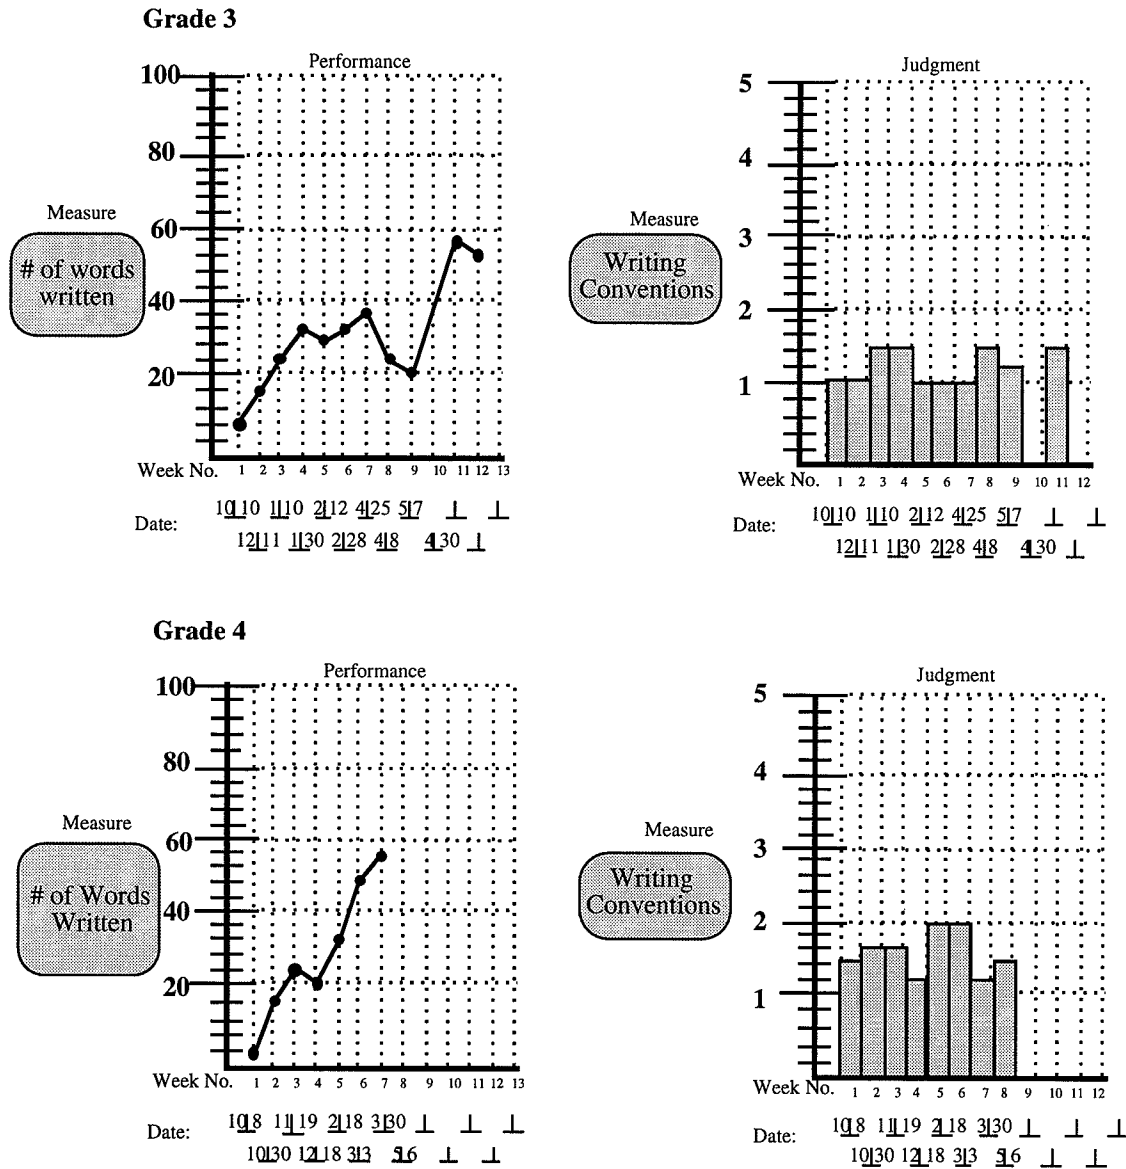 Grade 3
Performance
100
80
60
40
20
Measure
# of words
written
Week No. 1 2 3 4 5 6 7 8 9 10 11 12 13
10 10 1 10 2 12 4 25 5 7
Date:
12 11 1 30 2 28 4 8 4 30
Judgment
5
4
3
2
1
Measure
Writing
Conventions
Week No. 1 2 3 4 5 6 7 8 9 10 11 12
10 10 1 10 2 12 4 25 5 7
Date:
12 11 1 30 2 28 4 8 4 30
Grade 4
Performance
100
80
60
40
20
Measure
# of Words
Written
Week No. 1 2 3 4 5 6 7 8 9 10 11 12 13
10 8 11 19 2 18 3 30
Date:
10 30 12 18 3 3 5 6
Judgment
5
4
3
2
1
Measure
Writing
Conventions
Week No. 1 2 3 4 5 6 7 8 9 10 11 12
10 8 11 19 2 18 3 30
Date:
10 30 12 18 3 3 5 6